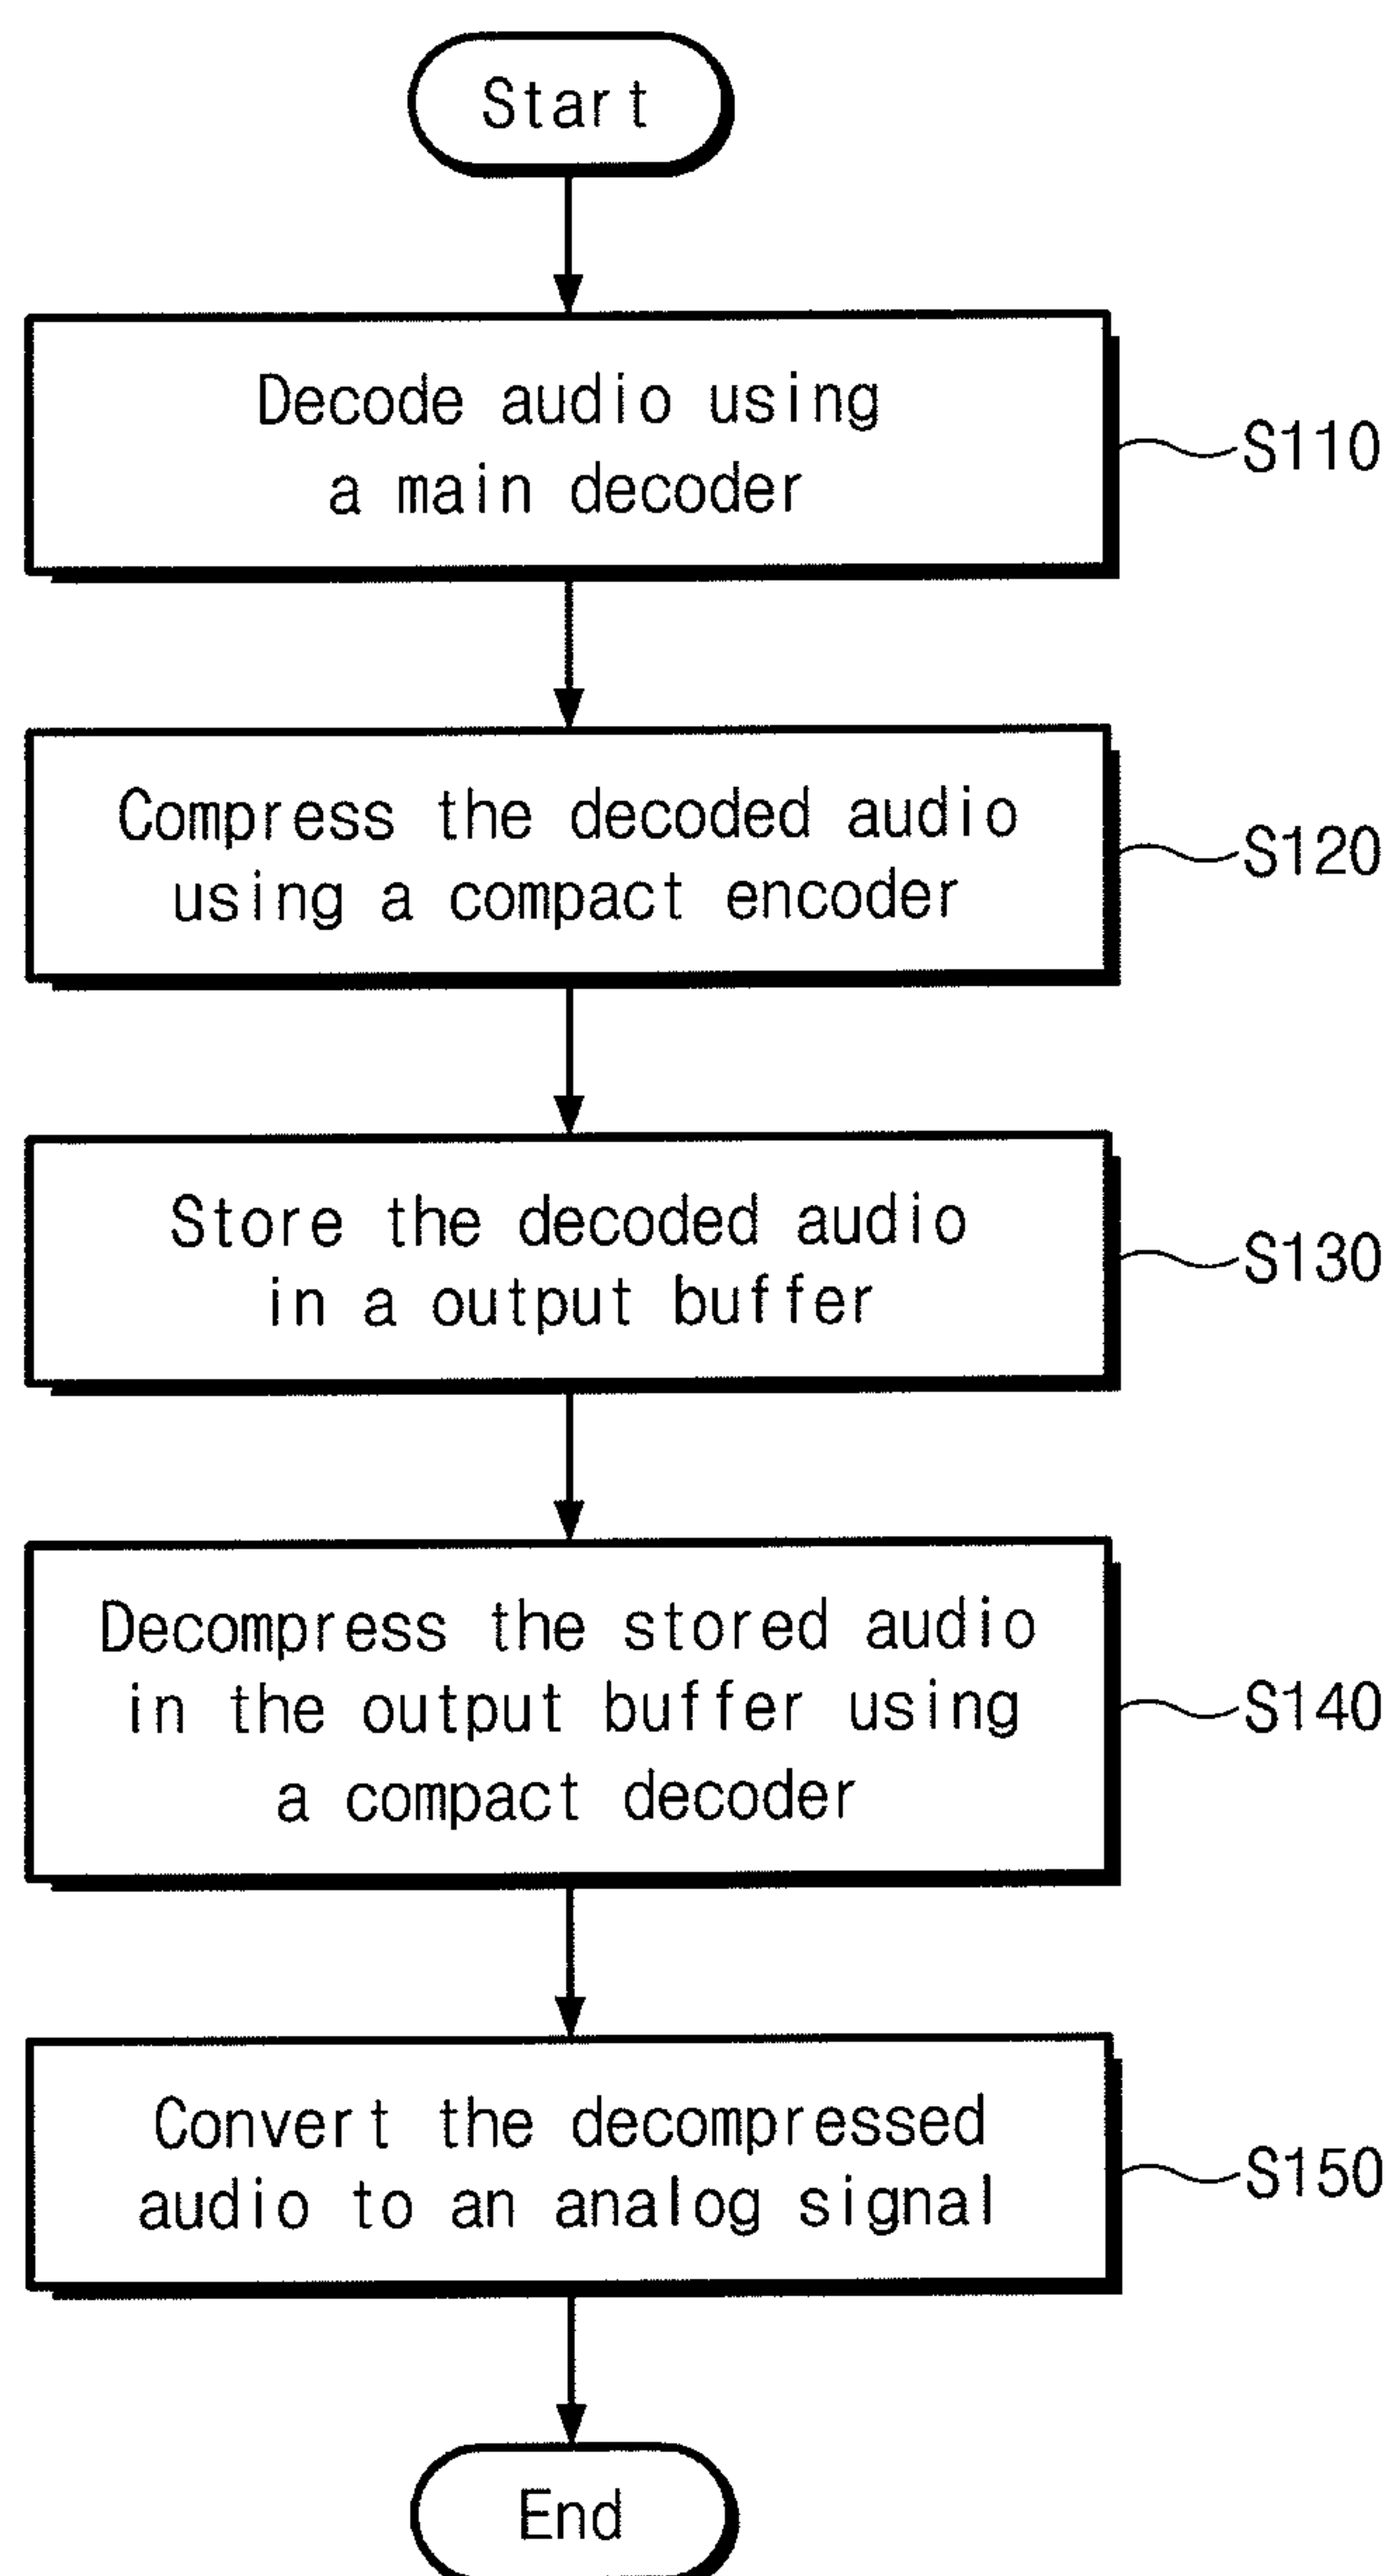 Start
Decode audio using
a main decoder
S110
Compress the decoded audio
using a compact encoder
S120
Store the decoded audio
in a output buffer
S130
Decompress the stored audio
in the output buffer using
a compact decoder
S140
Convert the decompressed
audio to an analog signal
S150
End